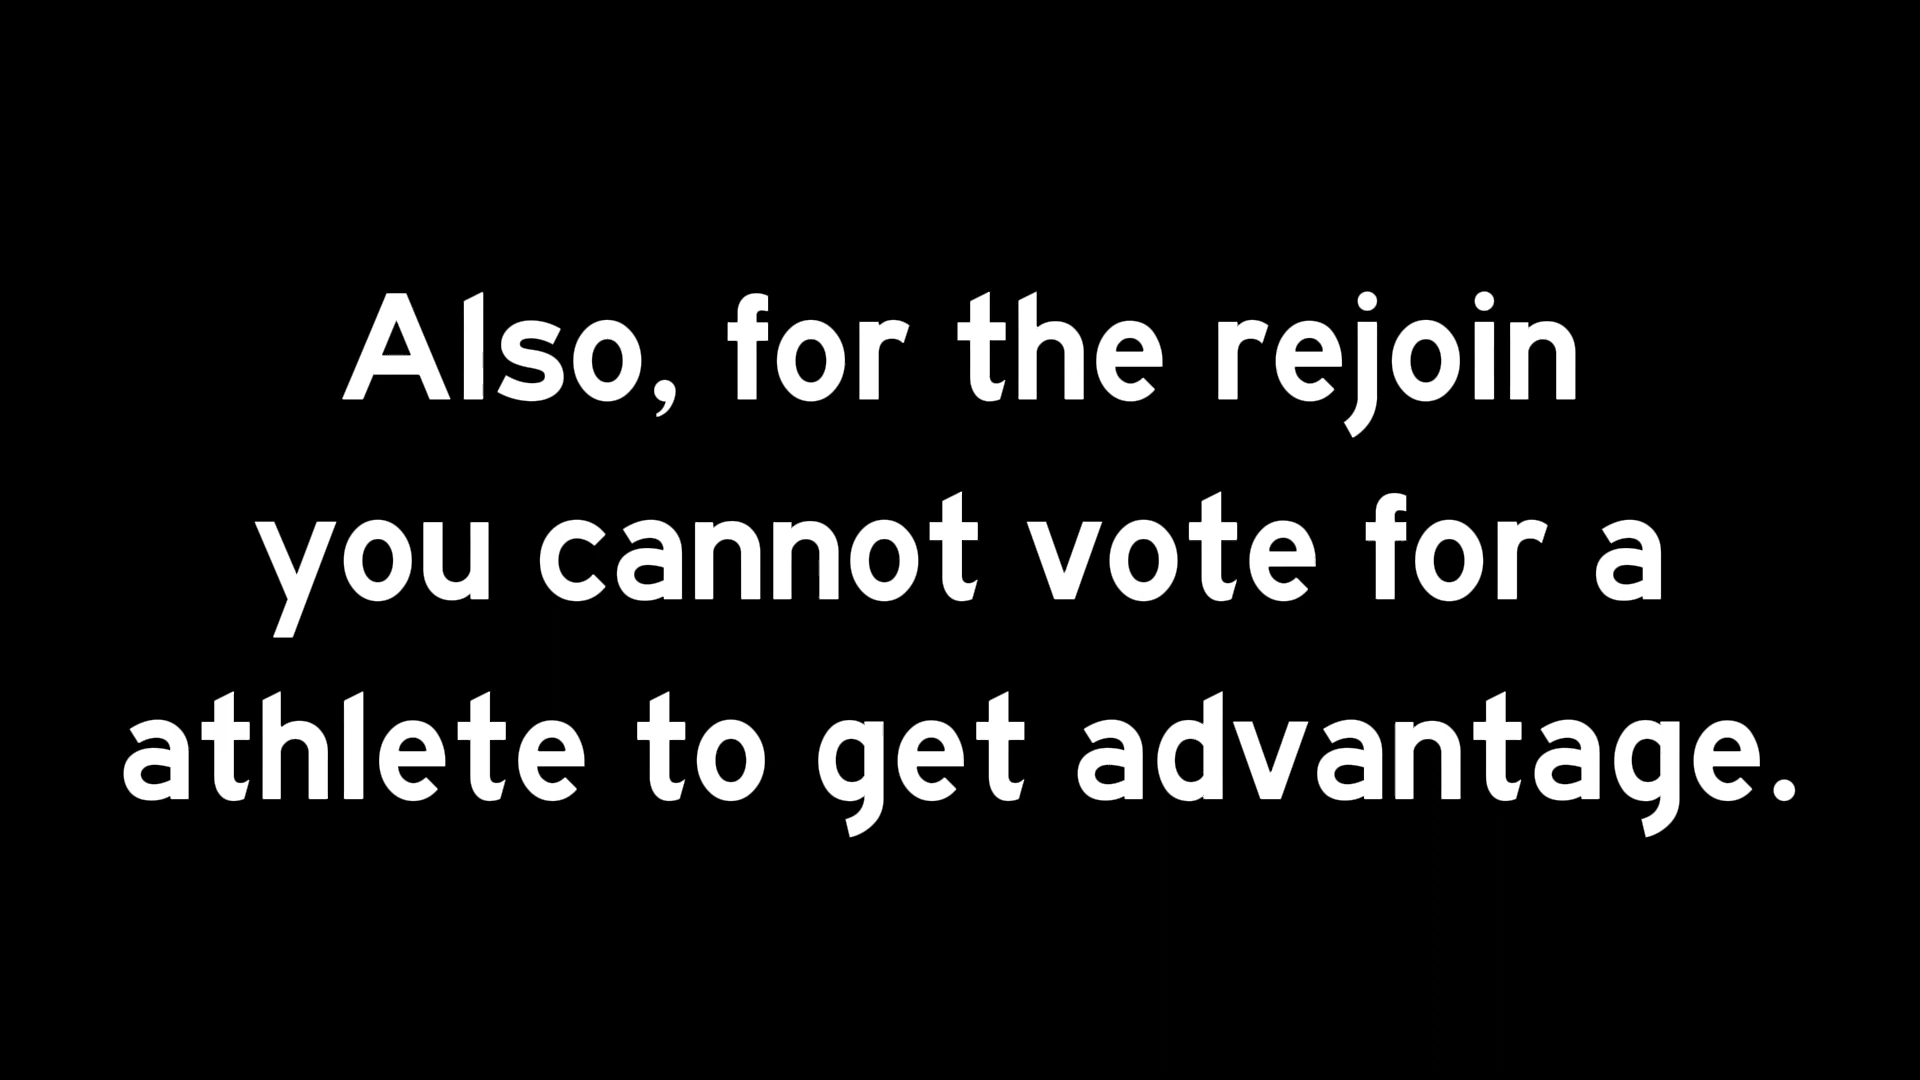 Also, for the rejoin
you cannot vote for a
athlete to get advantage.